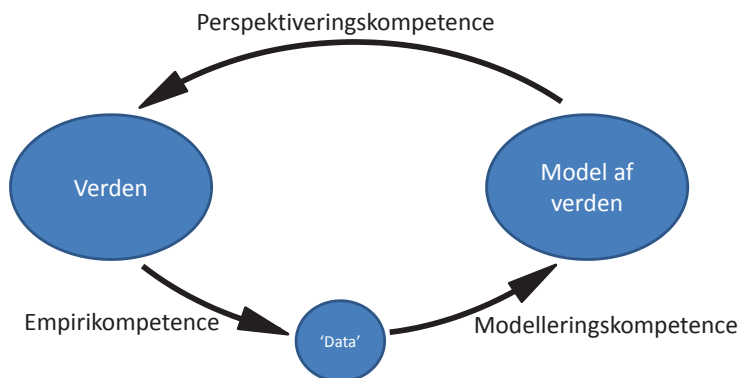 Perspektiveringskompetence
Verden
Model af
verden
Empirikompetence
‘Data’
Modelleringskompetence